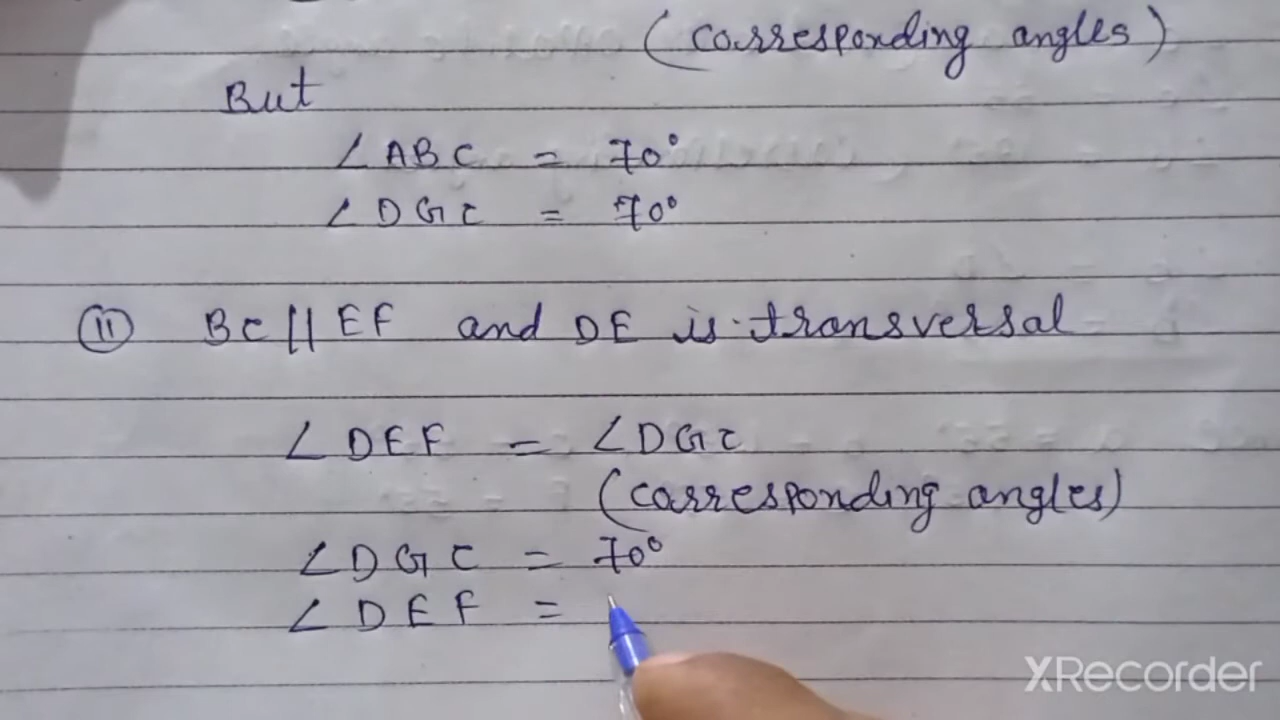 (corresponding angles)
But
∠ABC = 70°
∠DGC = 70°
(ii) BC || EF and DE is transversal
∠DEF = ∠DGC
(corresponding angles)
∠DGC = 70°
∠DEF =
XRecorder